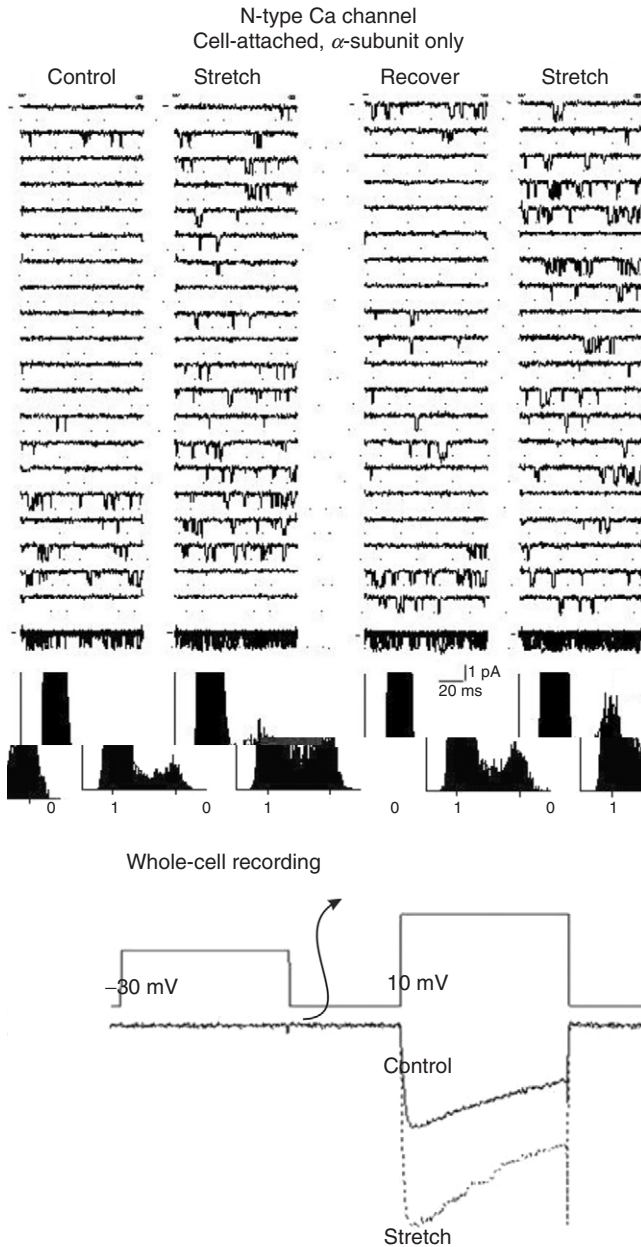 N-type Ca channel
Cell-attached, α-subunit only
Control Stretch Recover Stretch
1 pA
20 ms
0 1 0 1 0 1 0 1
Whole-cell recording
−30 mV 10 mV
Control
Stretch